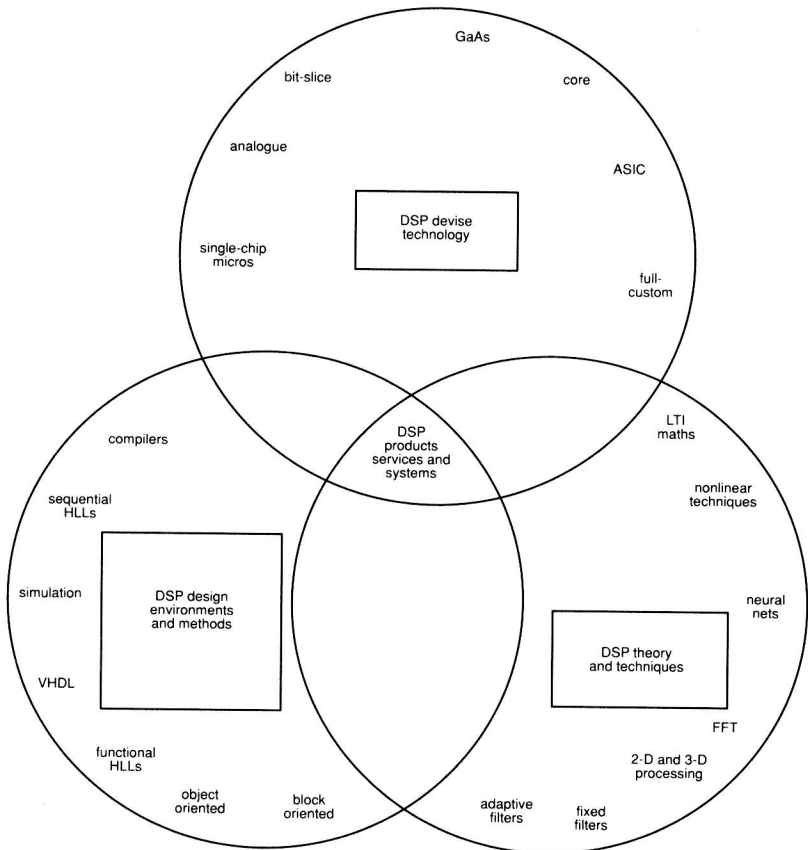 GaAs
bit-slice
core
analogue
ASIC
DSP devise
technology
single-chip
micros
full-
custom
LTI
maths
DSP
products
services and
systems
compilers
nonlinear
techniques
sequential
HLLs
simulation
DSP design
environments
and methods
neural
nets
DSP theory
and techniques
VHDL
FFT
functional
HLLs
2-D and 3-D
processing
object
oriented
block
oriented
adaptive
filters
fixed
filters